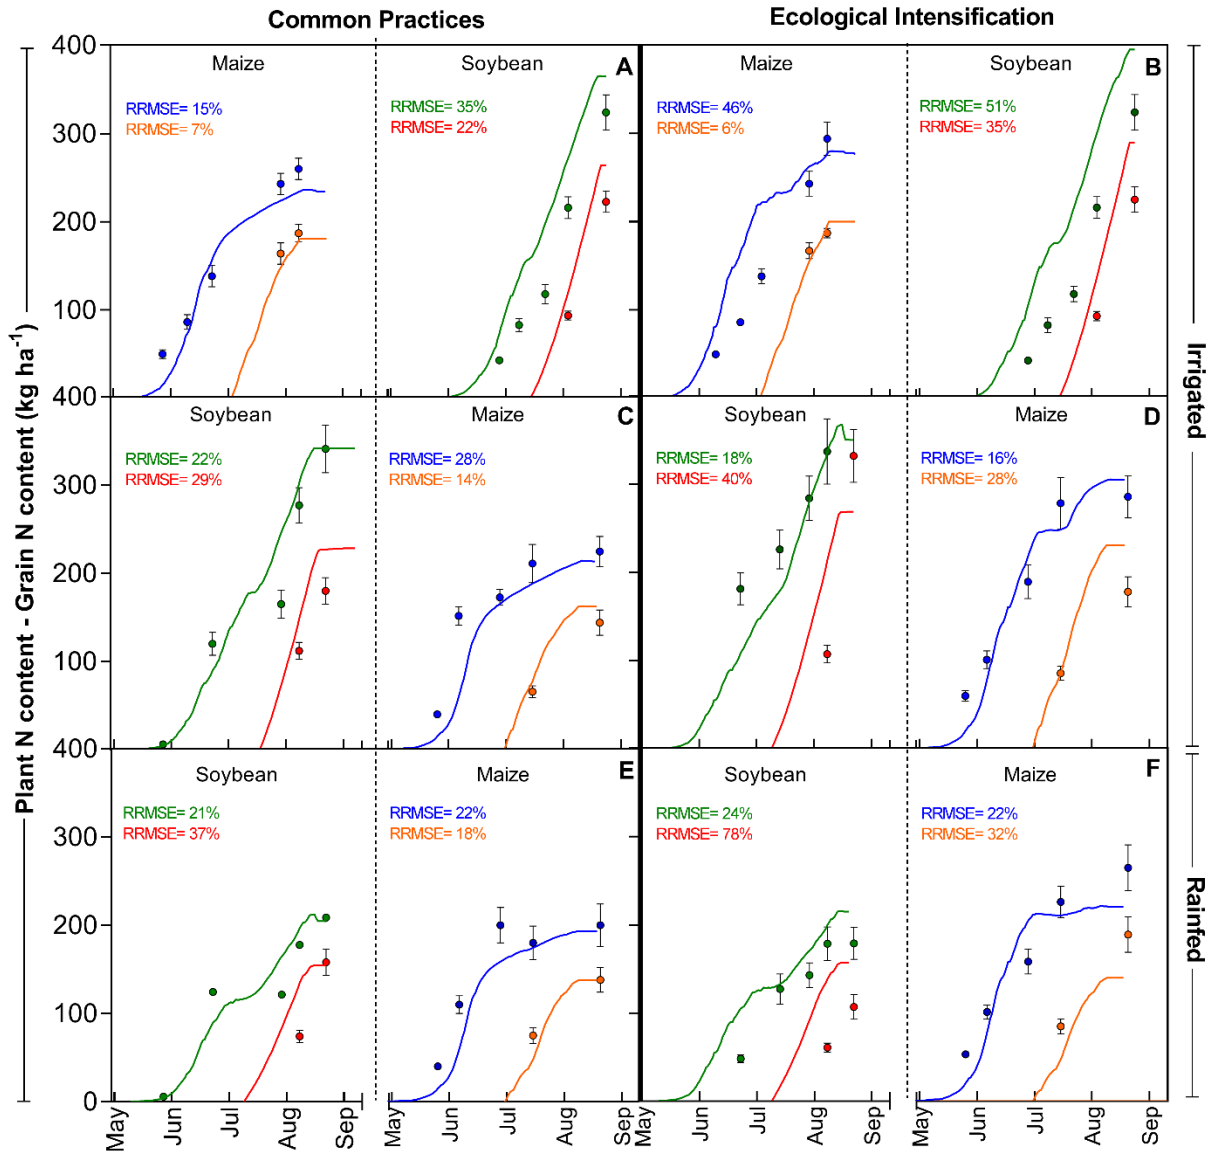 Common Practices
Ecological Intensification
Plant N content - Grain N content (kg ha⁻¹)
400
300
200
100
Maize
RRMSE= 15%
RRMSE= 7%
Soybean
A
RRMSE= 35%
RRMSE= 22%
Maize
RRMSE= 46%
RRMSE= 6%
Soybean
B
RRMSE= 51%
RRMSE= 35%
Irrigated
400
300
200
100
Soybean
RRMSE= 22%
RRMSE= 29%
Maize
C
RRMSE= 28%
RRMSE= 14%
Soybean
RRMSE= 18%
RRMSE= 40%
Maize
D
RRMSE= 16%
RRMSE= 28%
400
300
200
100
0
Soybean
RRMSE= 21%
RRMSE= 37%
Maize
E
RRMSE= 22%
RRMSE= 18%
Soybean
RRMSE= 24%
RRMSE= 78%
Maize
F
RRMSE= 22%
RRMSE= 32%
Rainfed
May Jun Jul Aug Sep
May Jun Jul Aug Sep
May Jun Jul Aug Sep
May Jun Jul Aug Sep